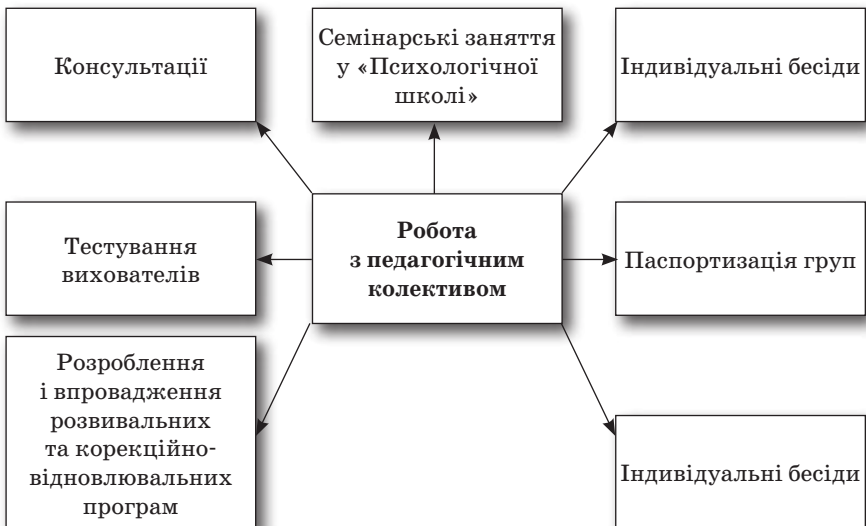 Консультації
Семінарські заняття
у «Психологічної
школі»
Індивідуальні бесіди
Тестування
вихователів
Робота
з педагогічним
колективом
Паспортизація груп
Розроблення
і впровадження
розвивальних
та корекційно-
відновлювальних
програм
Індивідуальні бесіди